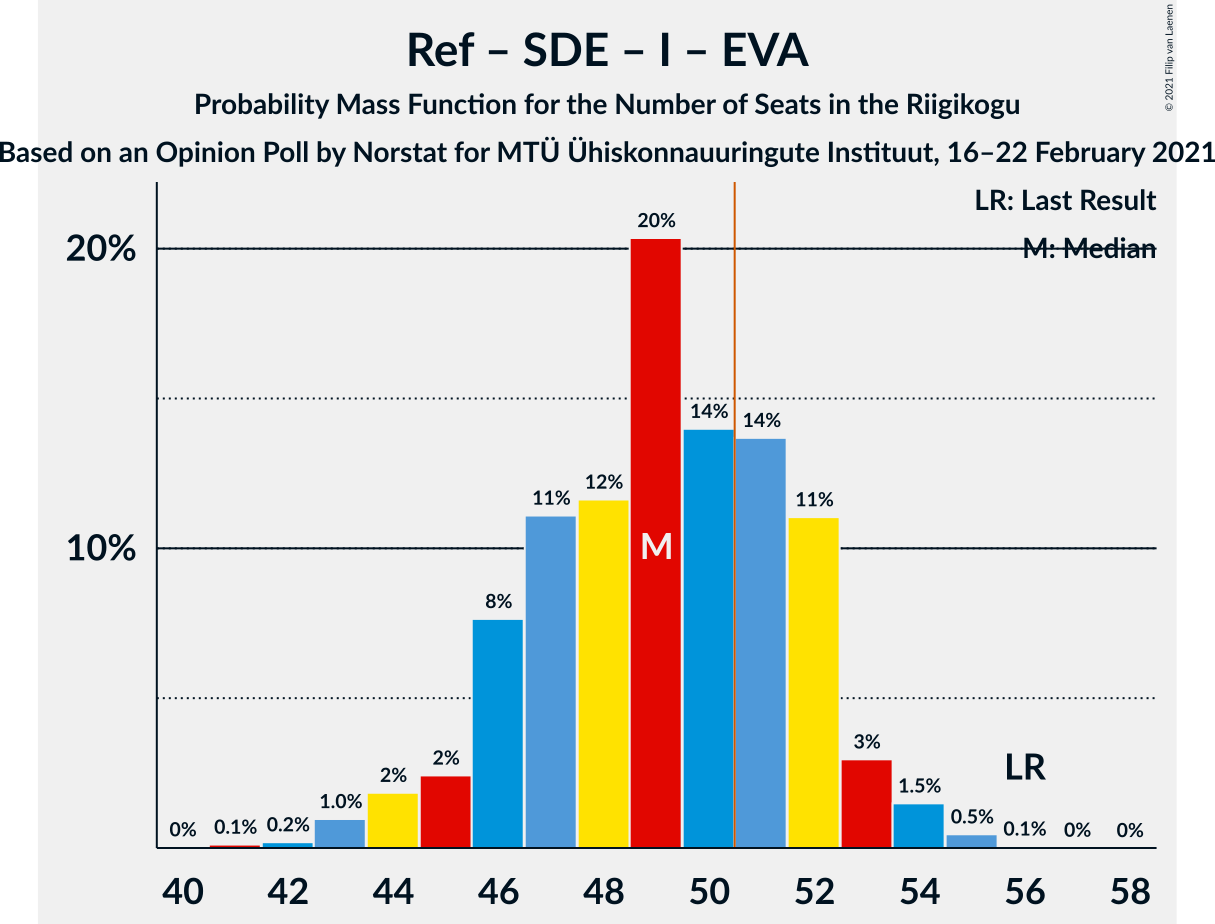 Ref – SDE – I – EVA
Probability Mass Function for the Number of Seats in the Riigikogu
Based on an Opinion Poll by Norstat for MTÜ Ühiskonnauuringute Instituut, 16–22 February 2021
© 2021 Filip van Laenen
LR: Last Result
M: Median
20%
10%
0%
0.1%
0.2%
1.0%
2%
2%
8%
11%
12%
20%
14%
14%
11%
3%
1.5%
0.5%
0.1%
0%
0%
M
LR
40 42 44 46 48 50 52 54 56 58